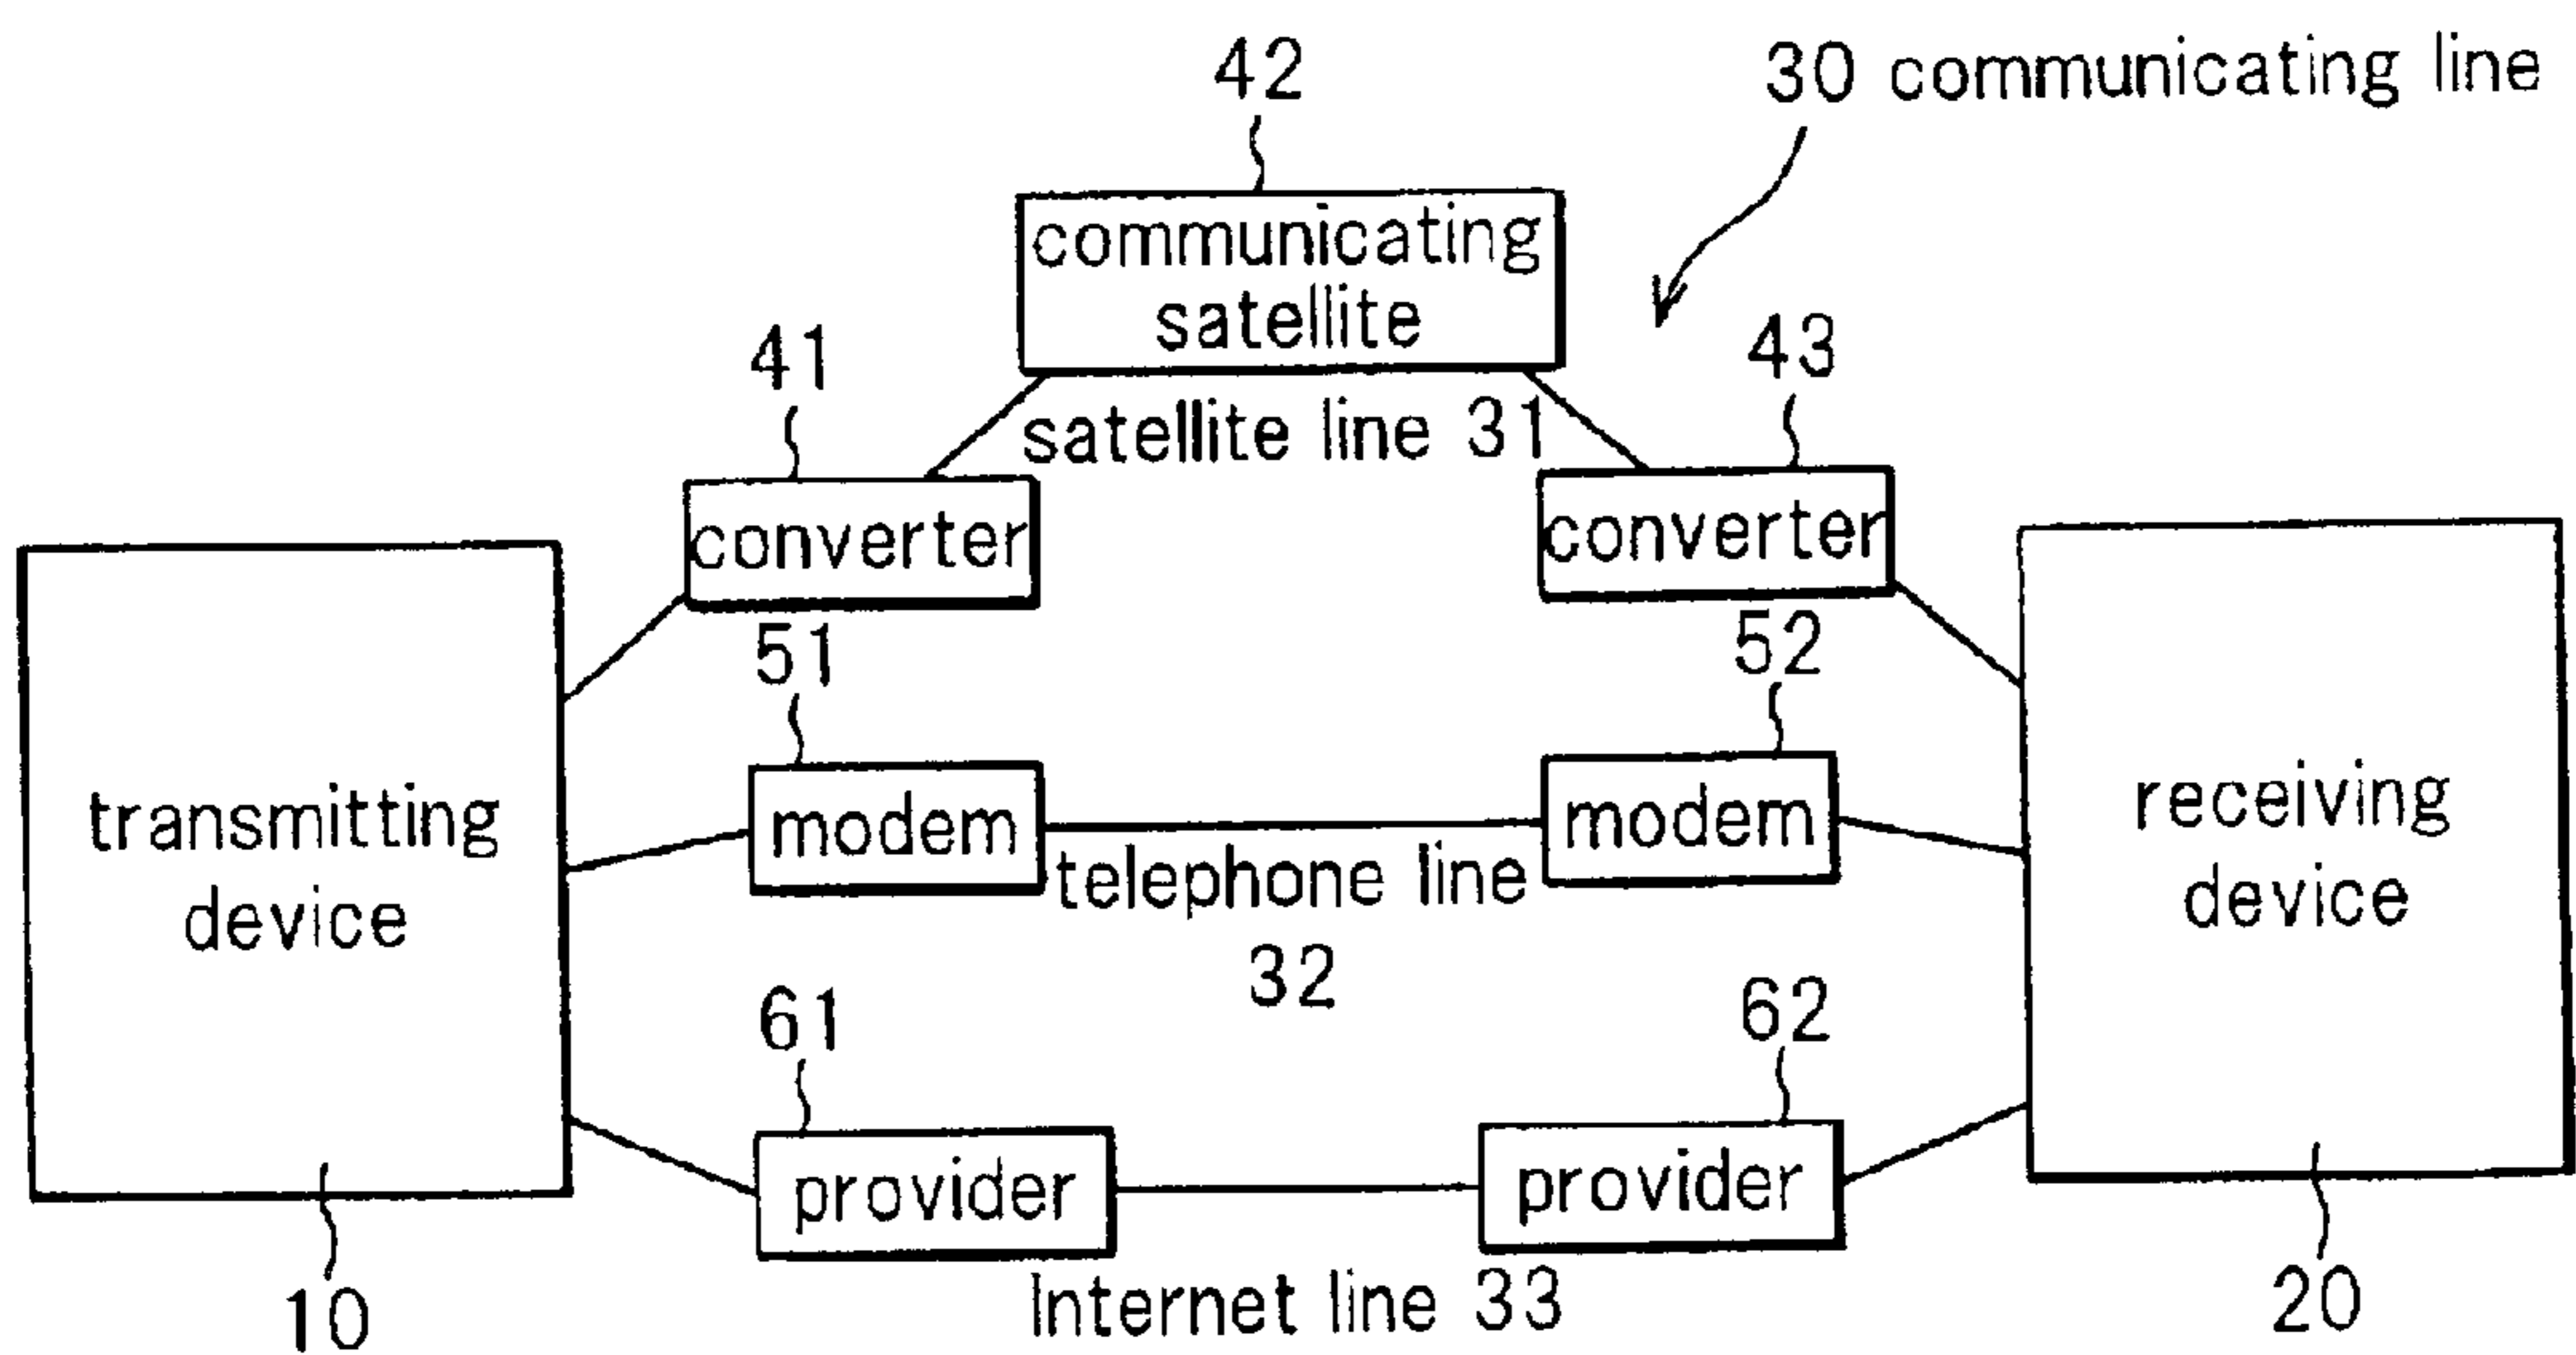 42
30 communicating line
communicating
satellite
41
43
satellite line 31
converter
converter
51
52
transmitting
device
modem
modem
receiving
device
telephone line
32
61
62
provider
provider
10
Internet line 33
20